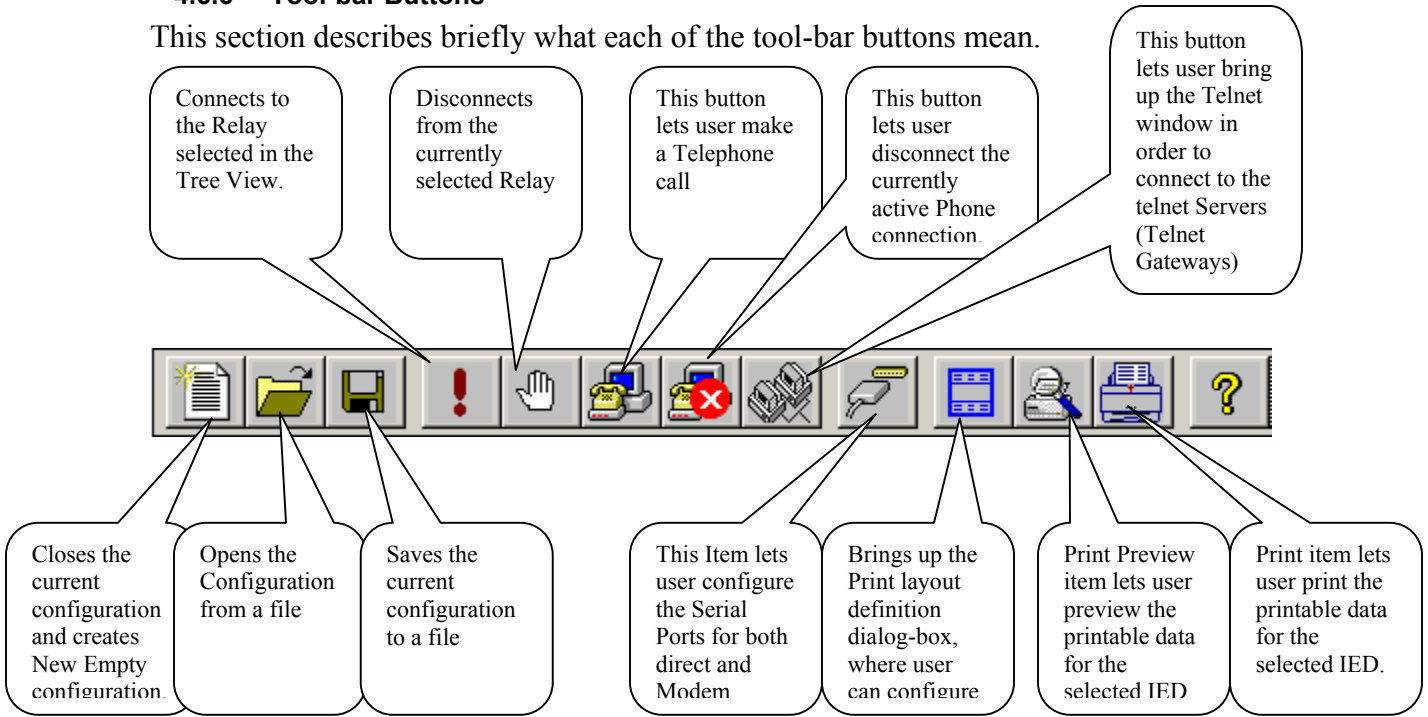 Tool-bar Buttons
This section describes briefly what each of the tool-bar buttons mean.
Connects to
the Relay
selected in the
Tree View.
Disconnects
from the
currently
selected Relay
This button
lets user make
a Telephone
call
This button
lets user
disconnect the
currently
active Phone
connection.
This button
lets user bring
up the Telnet
window in
order to
connect to the
telnet Servers
(Telnet
Gateways)
Closes the
current
configuration
and creates
New Empty
configuration.
Opens the
Configuration
from a file
Saves the
current
configuration
to a file
This Item lets
user configure
the Serial
Ports for both
direct and
Modem
Brings up the
Print layout
definition
dialog-box,
where user
can configure
Print Preview
item lets user
preview the
printable data
for the
selected IED
Print item lets
user print the
printable data
for the
selected IED.